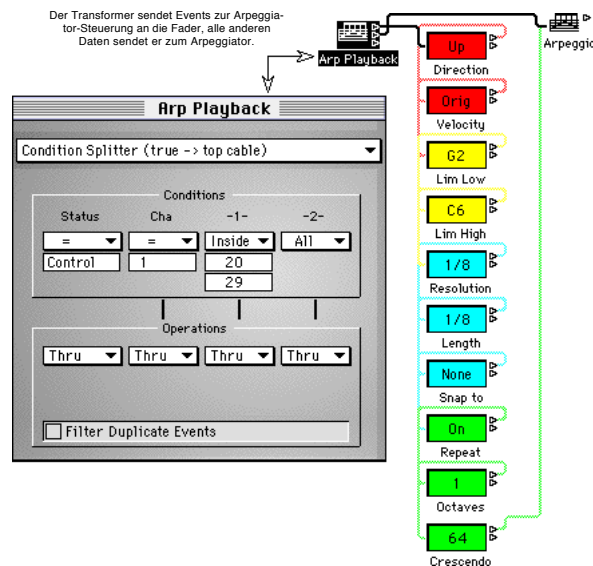 Der Transformer sendet Events zur Arpeggia-
tor-Steuerung an die Fader, alle anderen
Daten sendet er zum Arpeggiator.
Arp Playback
Arpeggio
Up
Direction
Orig
Velocity
G2
Lim Low
C6
Lim High
1/8
Resolution
1/8
Length
None
Snap to
On
Repeat
1
Octaves
64
Crescendo
Arp Playback
Condition Splitter (true -> top cable)
Conditions
Status Cha -1- -2-
= = Inside All
Control 1 20
29
Operations
Thru Thru Thru Thru
Filter Duplicate Events